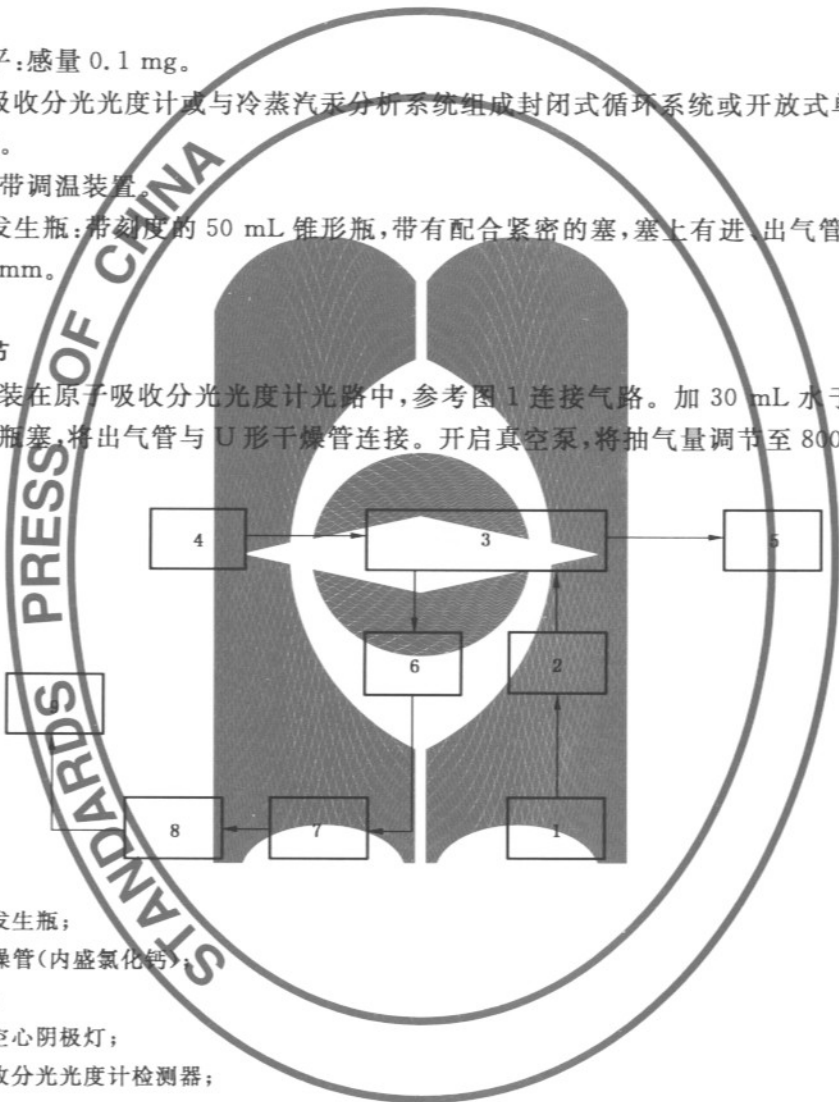 平:感量 0.1 mg。
吸收分光光度计或与冷蒸汽汞分析系统组成封闭式循环系统或开放式
。
带调温装置。
发生瓶:带刻度的 50 mL 锥形瓶,带有配合紧密的塞,塞上有进、出气管
mm。
节
装在原子吸收分光光度计光路中,参考图 1 连接气路。加 30 mL 水于
瓶塞,将出气管与 U 形干燥管连接。开启真空泵,将抽气量调节至 800
4
3
5
6
2
9
8
7
1
发生瓶;
燥管(内盛氯化钙);
空心阴极灯;
收分光光度计检测器;
STANDARDS PRESS OF CHINA